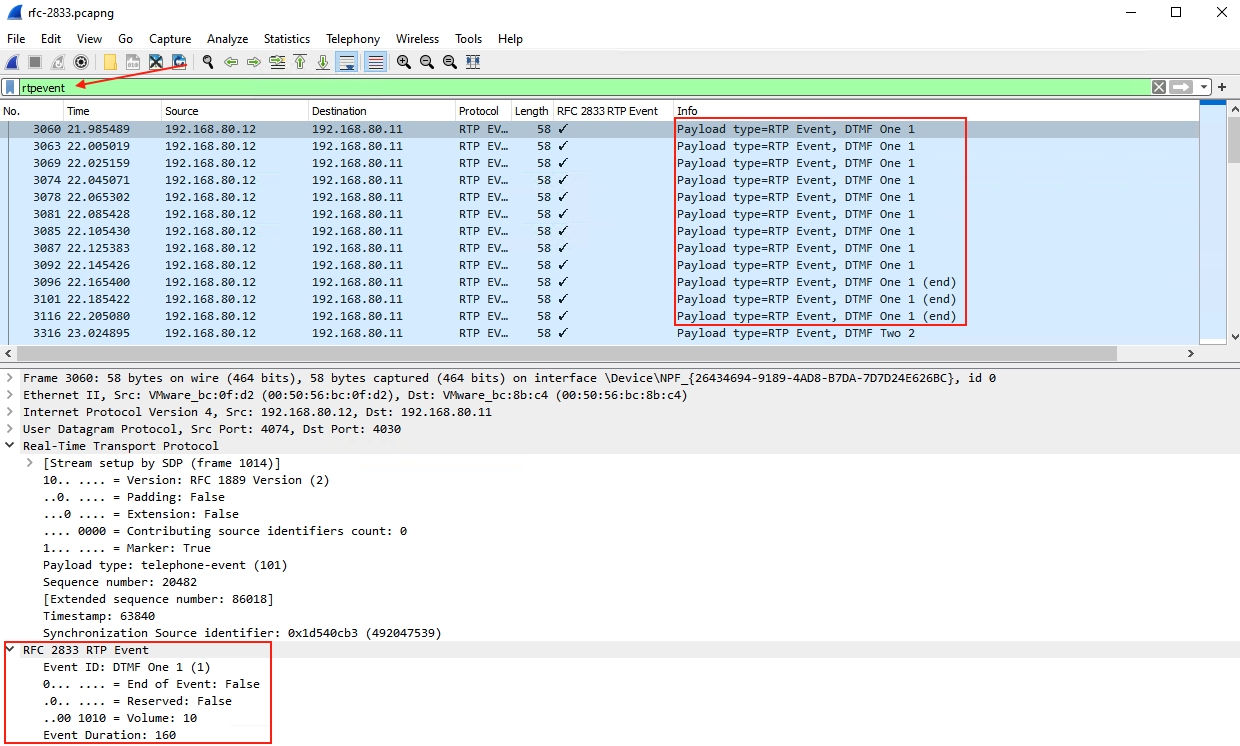 rfc-2833.pcapng
File Edit View Go Capture Analyze Statistics Telephony Wireless Tools Help
rtpevent
No. Time Source Destination Protocol Length RFC 2833 RTP Event Info
3060 21.985489 192.168.80.12 192.168.80.11 RTP EV… 58 ✓ Payload type=RTP Event, DTMF One 1
3063 22.005019 192.168.80.12 192.168.80.11 RTP EV… 58 ✓ Payload type=RTP Event, DTMF One 1
3069 22.025159 192.168.80.12 192.168.80.11 RTP EV… 58 ✓ Payload type=RTP Event, DTMF One 1
3074 22.045071 192.168.80.12 192.168.80.11 RTP EV… 58 ✓ Payload type=RTP Event, DTMF One 1
3078 22.065302 192.168.80.12 192.168.80.11 RTP EV… 58 ✓ Payload type=RTP Event, DTMF One 1
3081 22.085428 192.168.80.12 192.168.80.11 RTP EV… 58 ✓ Payload type=RTP Event, DTMF One 1
3085 22.105430 192.168.80.12 192.168.80.11 RTP EV… 58 ✓ Payload type=RTP Event, DTMF One 1
3087 22.125383 192.168.80.12 192.168.80.11 RTP EV… 58 ✓ Payload type=RTP Event, DTMF One 1
3092 22.145426 192.168.80.12 192.168.80.11 RTP EV… 58 ✓ Payload type=RTP Event, DTMF One 1
3096 22.165400 192.168.80.12 192.168.80.11 RTP EV… 58 ✓ Payload type=RTP Event, DTMF One 1 (end)
3101 22.185422 192.168.80.12 192.168.80.11 RTP EV… 58 ✓ Payload type=RTP Event, DTMF One 1 (end)
3116 22.205080 192.168.80.12 192.168.80.11 RTP EV… 58 ✓ Payload type=RTP Event, DTMF One 1 (end)
3316 23.024895 192.168.80.12 192.168.80.11 RTP EV… 58 ✓ Payload type=RTP Event, DTMF Two 2
Frame 3060: 58 bytes on wire (464 bits), 58 bytes captured (464 bits) on interface \Device\NPF_{26434694-9189-4AD8-B7DA-7D7D24E626BC}, id 0
Ethernet II, Src: VMware_bc:0f:d2 (00:50:56:bc:0f:d2), Dst: VMware_bc:8b:c4 (00:50:56:bc:8b:c4)
Internet Protocol Version 4, Src: 192.168.80.12, Dst: 192.168.80.11
User Datagram Protocol, Src Port: 4074, Dst Port: 4030
Real-Time Transport Protocol
[Stream setup by SDP (frame 1014)]
10.. .... = Version: RFC 1889 Version (2)
..0. .... = Padding: False
...0 .... = Extension: False
.... 0000 = Contributing source identifiers count: 0
1... .... = Marker: True
Payload type: telephone-event (101)
Sequence number: 20482
[Extended sequence number: 86018]
Timestamp: 63840
Synchronization Source identifier: 0x1d540cb3 (492047539)
RFC 2833 RTP Event
Event ID: DTMF One 1 (1)
0... .... = End of Event: False
.0.. .... = Reserved: False
..00 1010 = Volume: 10
Event Duration: 160